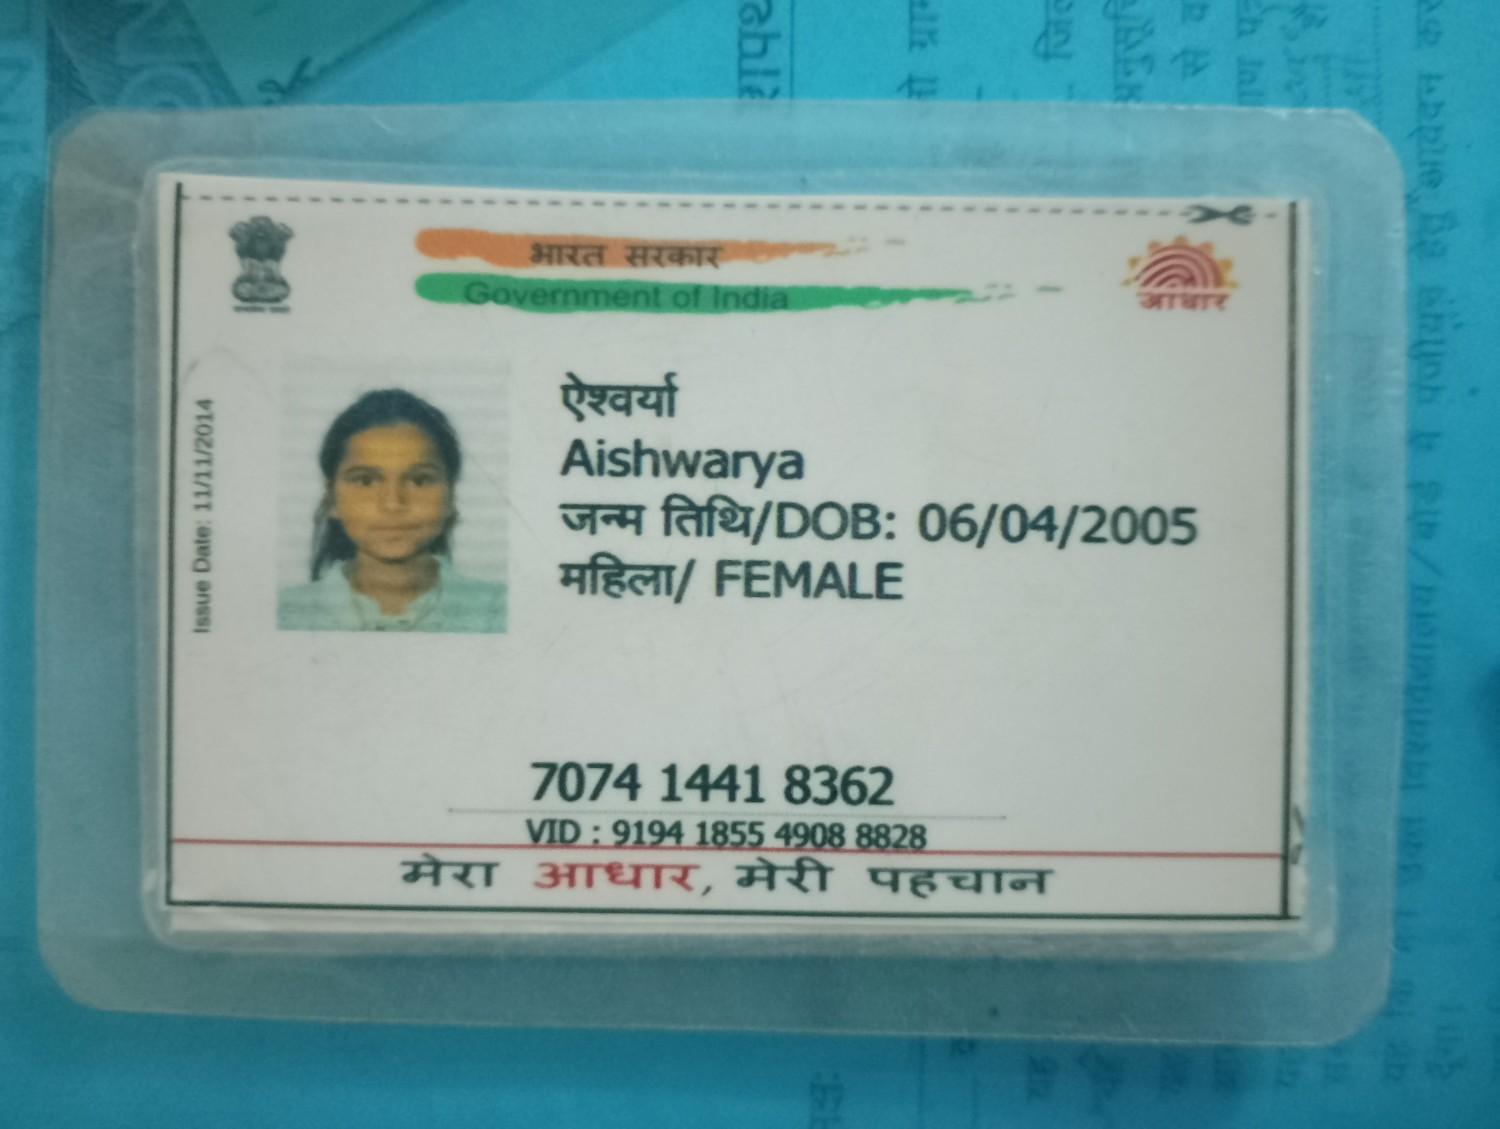 भारत सरकार
Government of India
आधार
Issue Date: 11/11/2014
ऐश्वर्या
Aishwarya
जन्म तिथि/DOB: 06/04/2005
महिला/ FEMALE
7074 1441 8362
VID : 9194 1855 4908 8828
मेरा आधार, मेरी पहचान